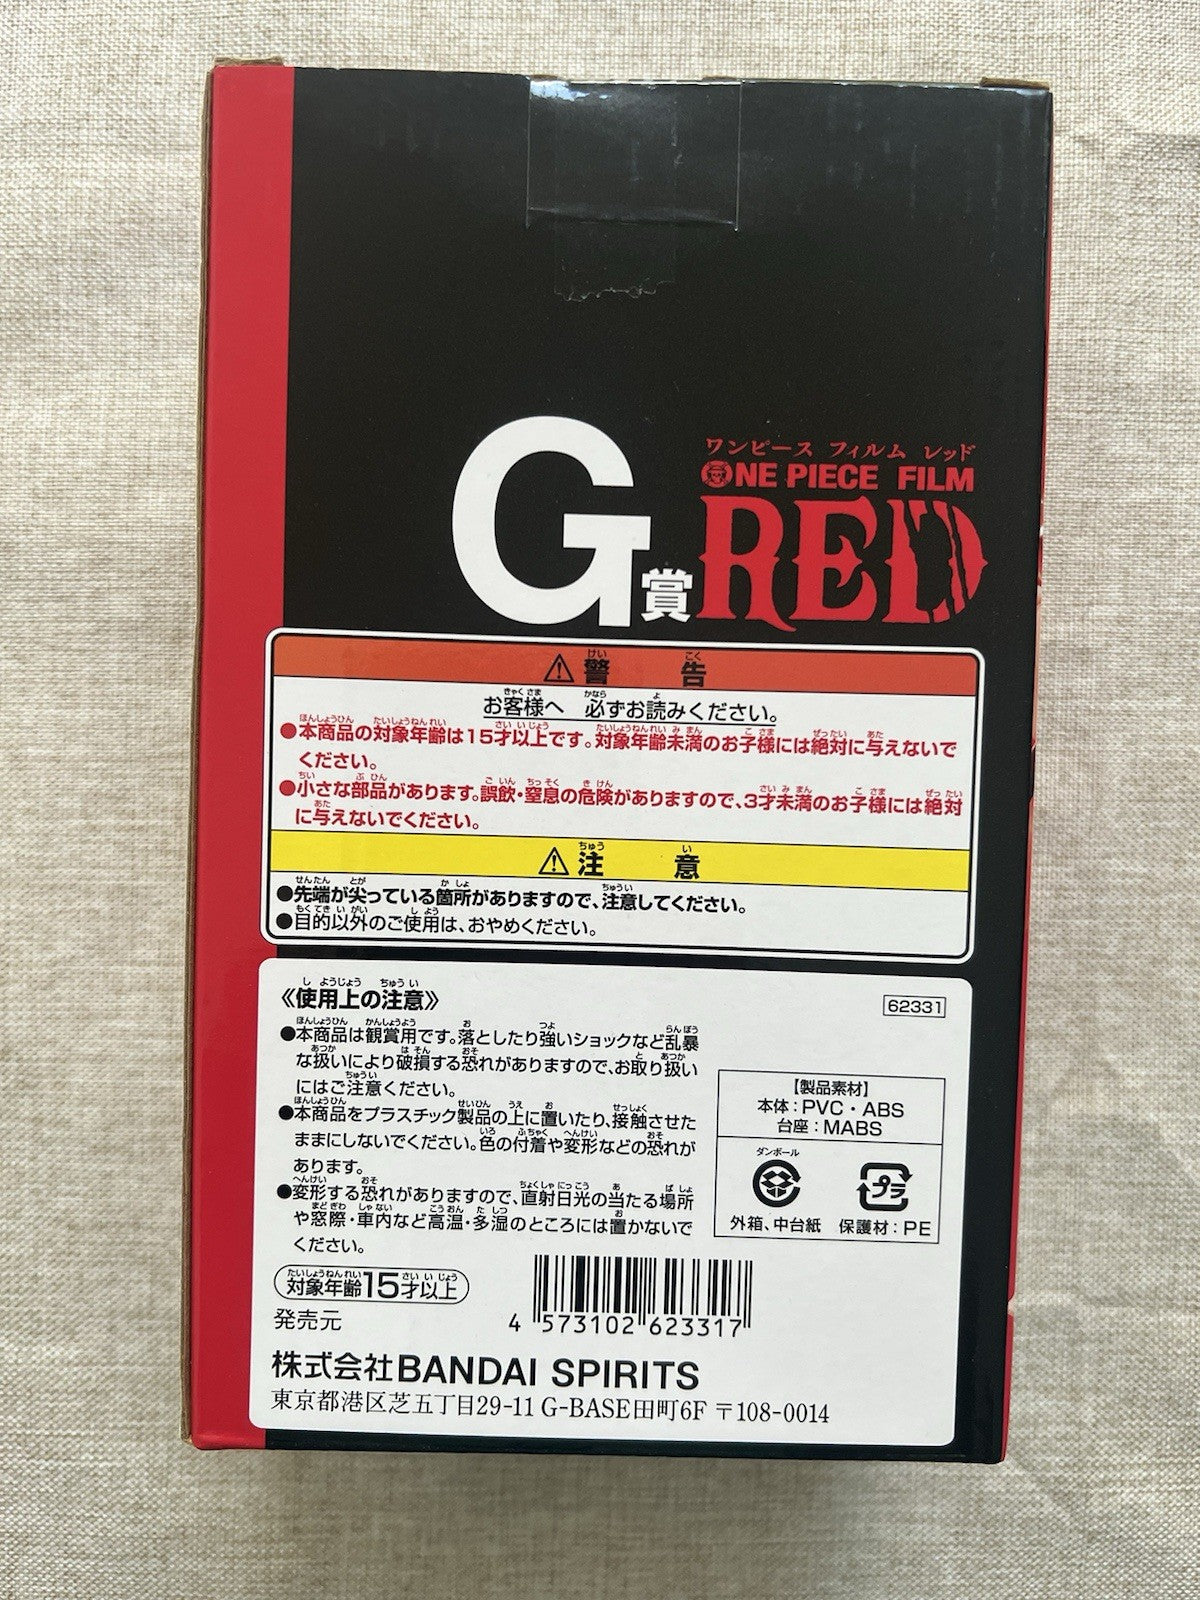 ワンピース フィルム レッド
ONE PIECE FILM
RED
G賞
警告
お客様へ 必ずお読みください。
●本商品の対象年齢は15才以上です。対象年齢未満のお子様には絶対に与えないで
ください。
●小さな部品があります。誤飲・窒息の危険がありますので、3才未満のお子様には絶対
に与えないでください。
注意
●先端が尖っている箇所がありますので、注意してください。
●目的以外のご使用は、おやめください。
《使用上の注意》
62331
●本商品は観賞用です。落としたり強いショックなど乱暴
な扱いにより破損する恐れがありますので、お取り扱い
にはご注意ください。
●本商品をプラスチック製品の上に置いたり、接触させた
ままにしないでください。色の付着や変形などの恐れが
あります。
●変形する恐れがありますので、直射日光の当たる場所
や窓際・車内など高温・多湿のところには置かないで
ください。
【製品素材】
本体：PVC・ABS
台座：MABS
ダンボール
外箱、中台紙
プラ
保護材：PE
対象年齢15才以上
発売元
4 573102 623317
株式会社BANDAI SPIRITS
東京都港区芝五丁目29-11 G-BASE田町6F 〒108-0014